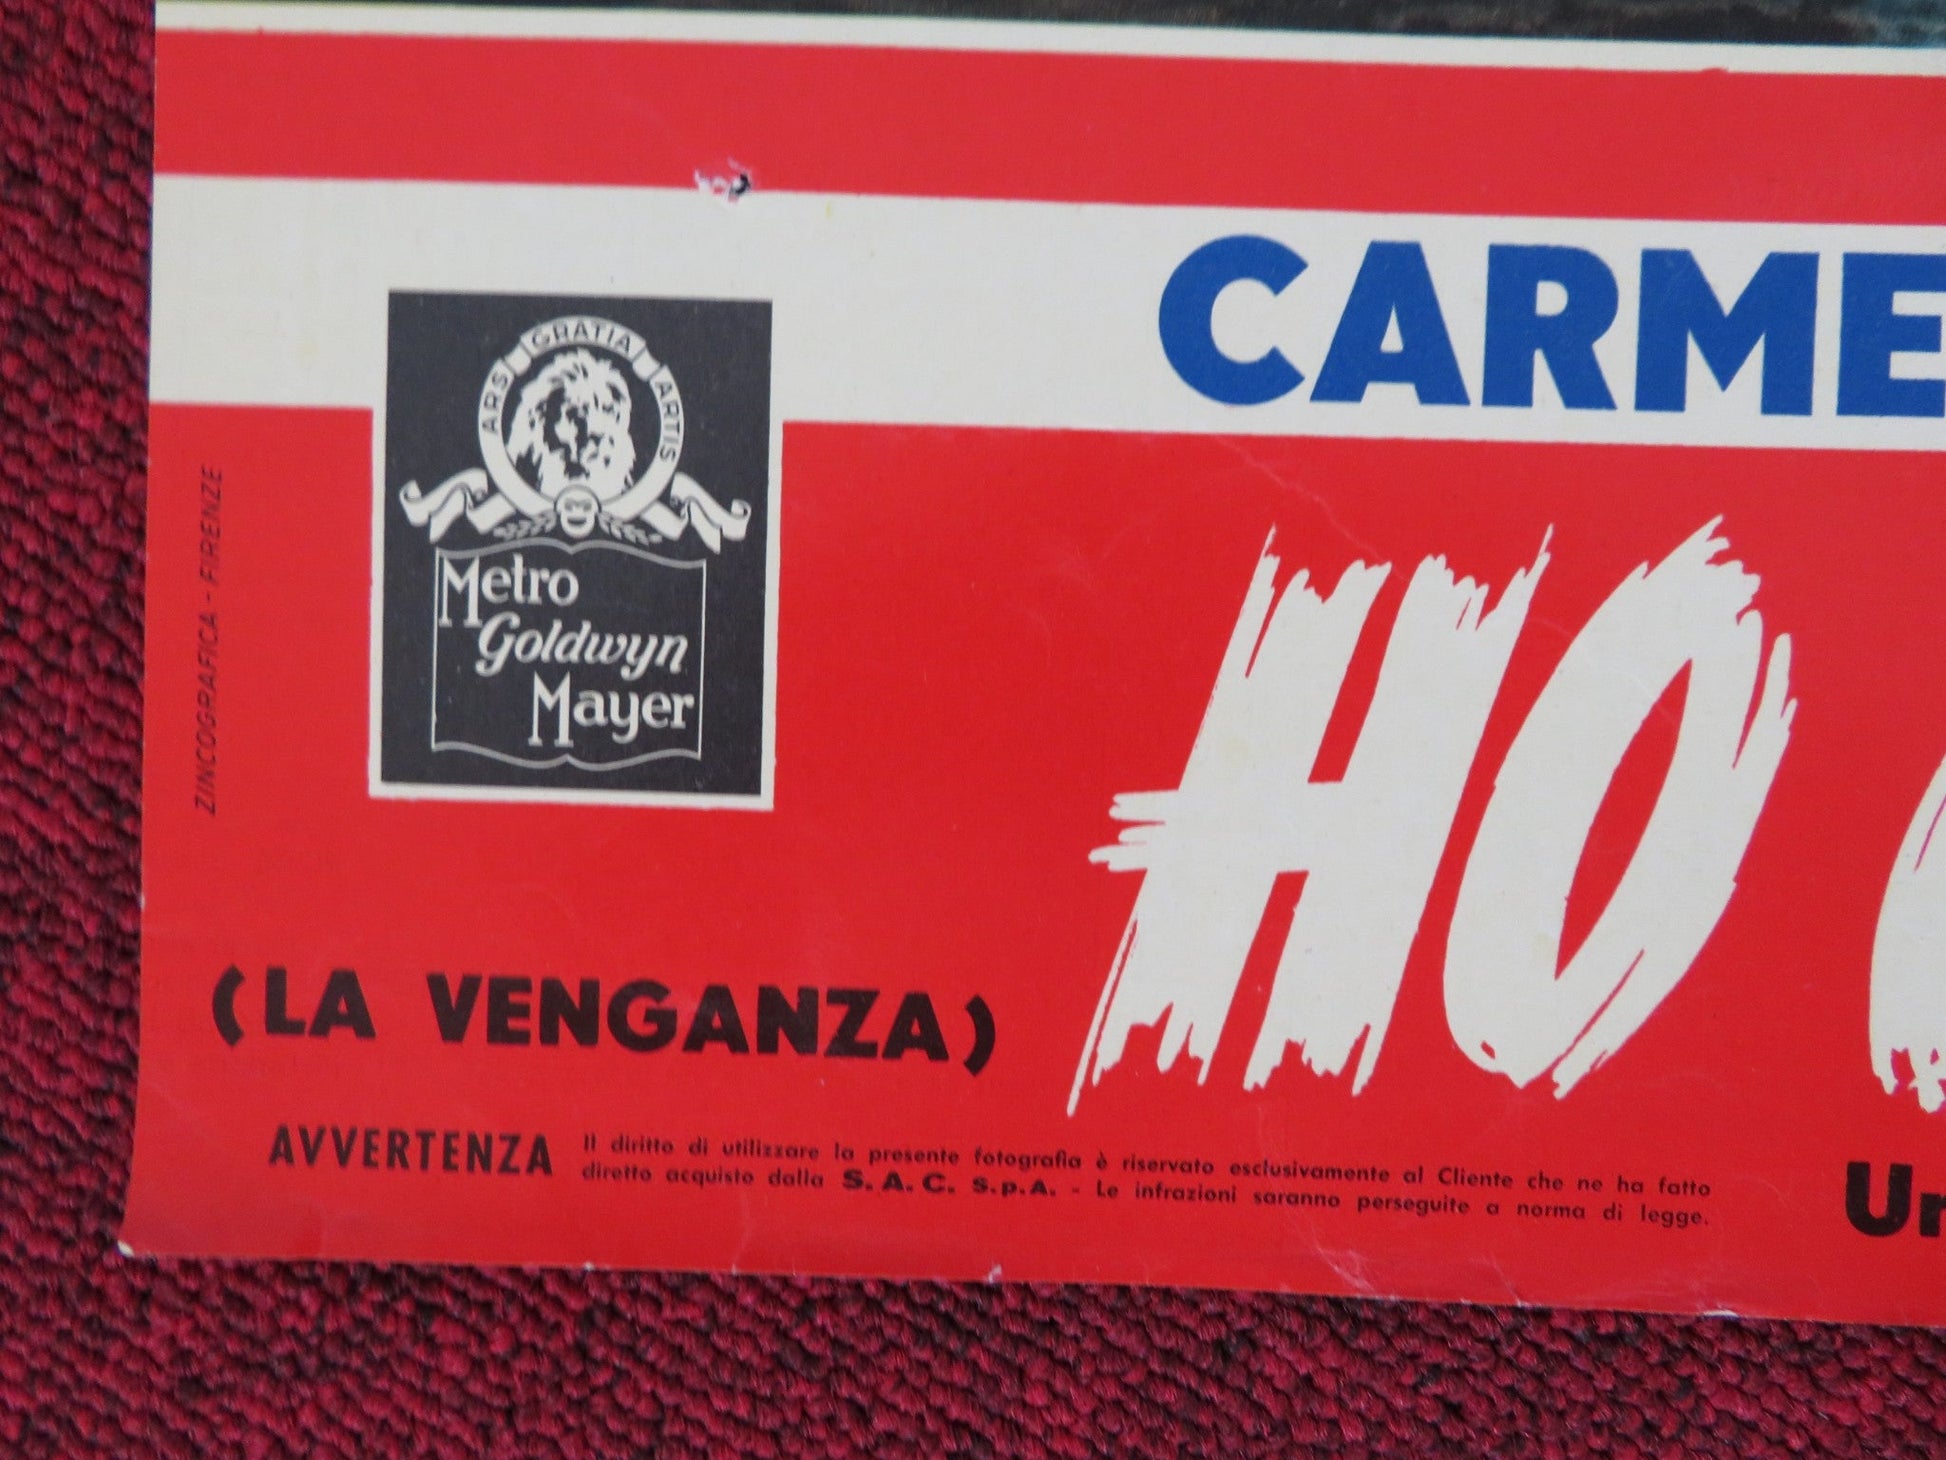 CARME
ARS GRATIA ARTIS
Metro
Goldwyn
Mayer
ZINCOGRAFICA - FIRENZE
HO
(LA VENGANZA)
AVVERTENZA
Il diritto di utilizzare la presente fotografia è riservato esclusivamente al Cliente che ne ha fatto
diretto acquisto dalla S.A.C. S.p.A. - Le infrazioni saranno perseguite a norma di legge.
Un